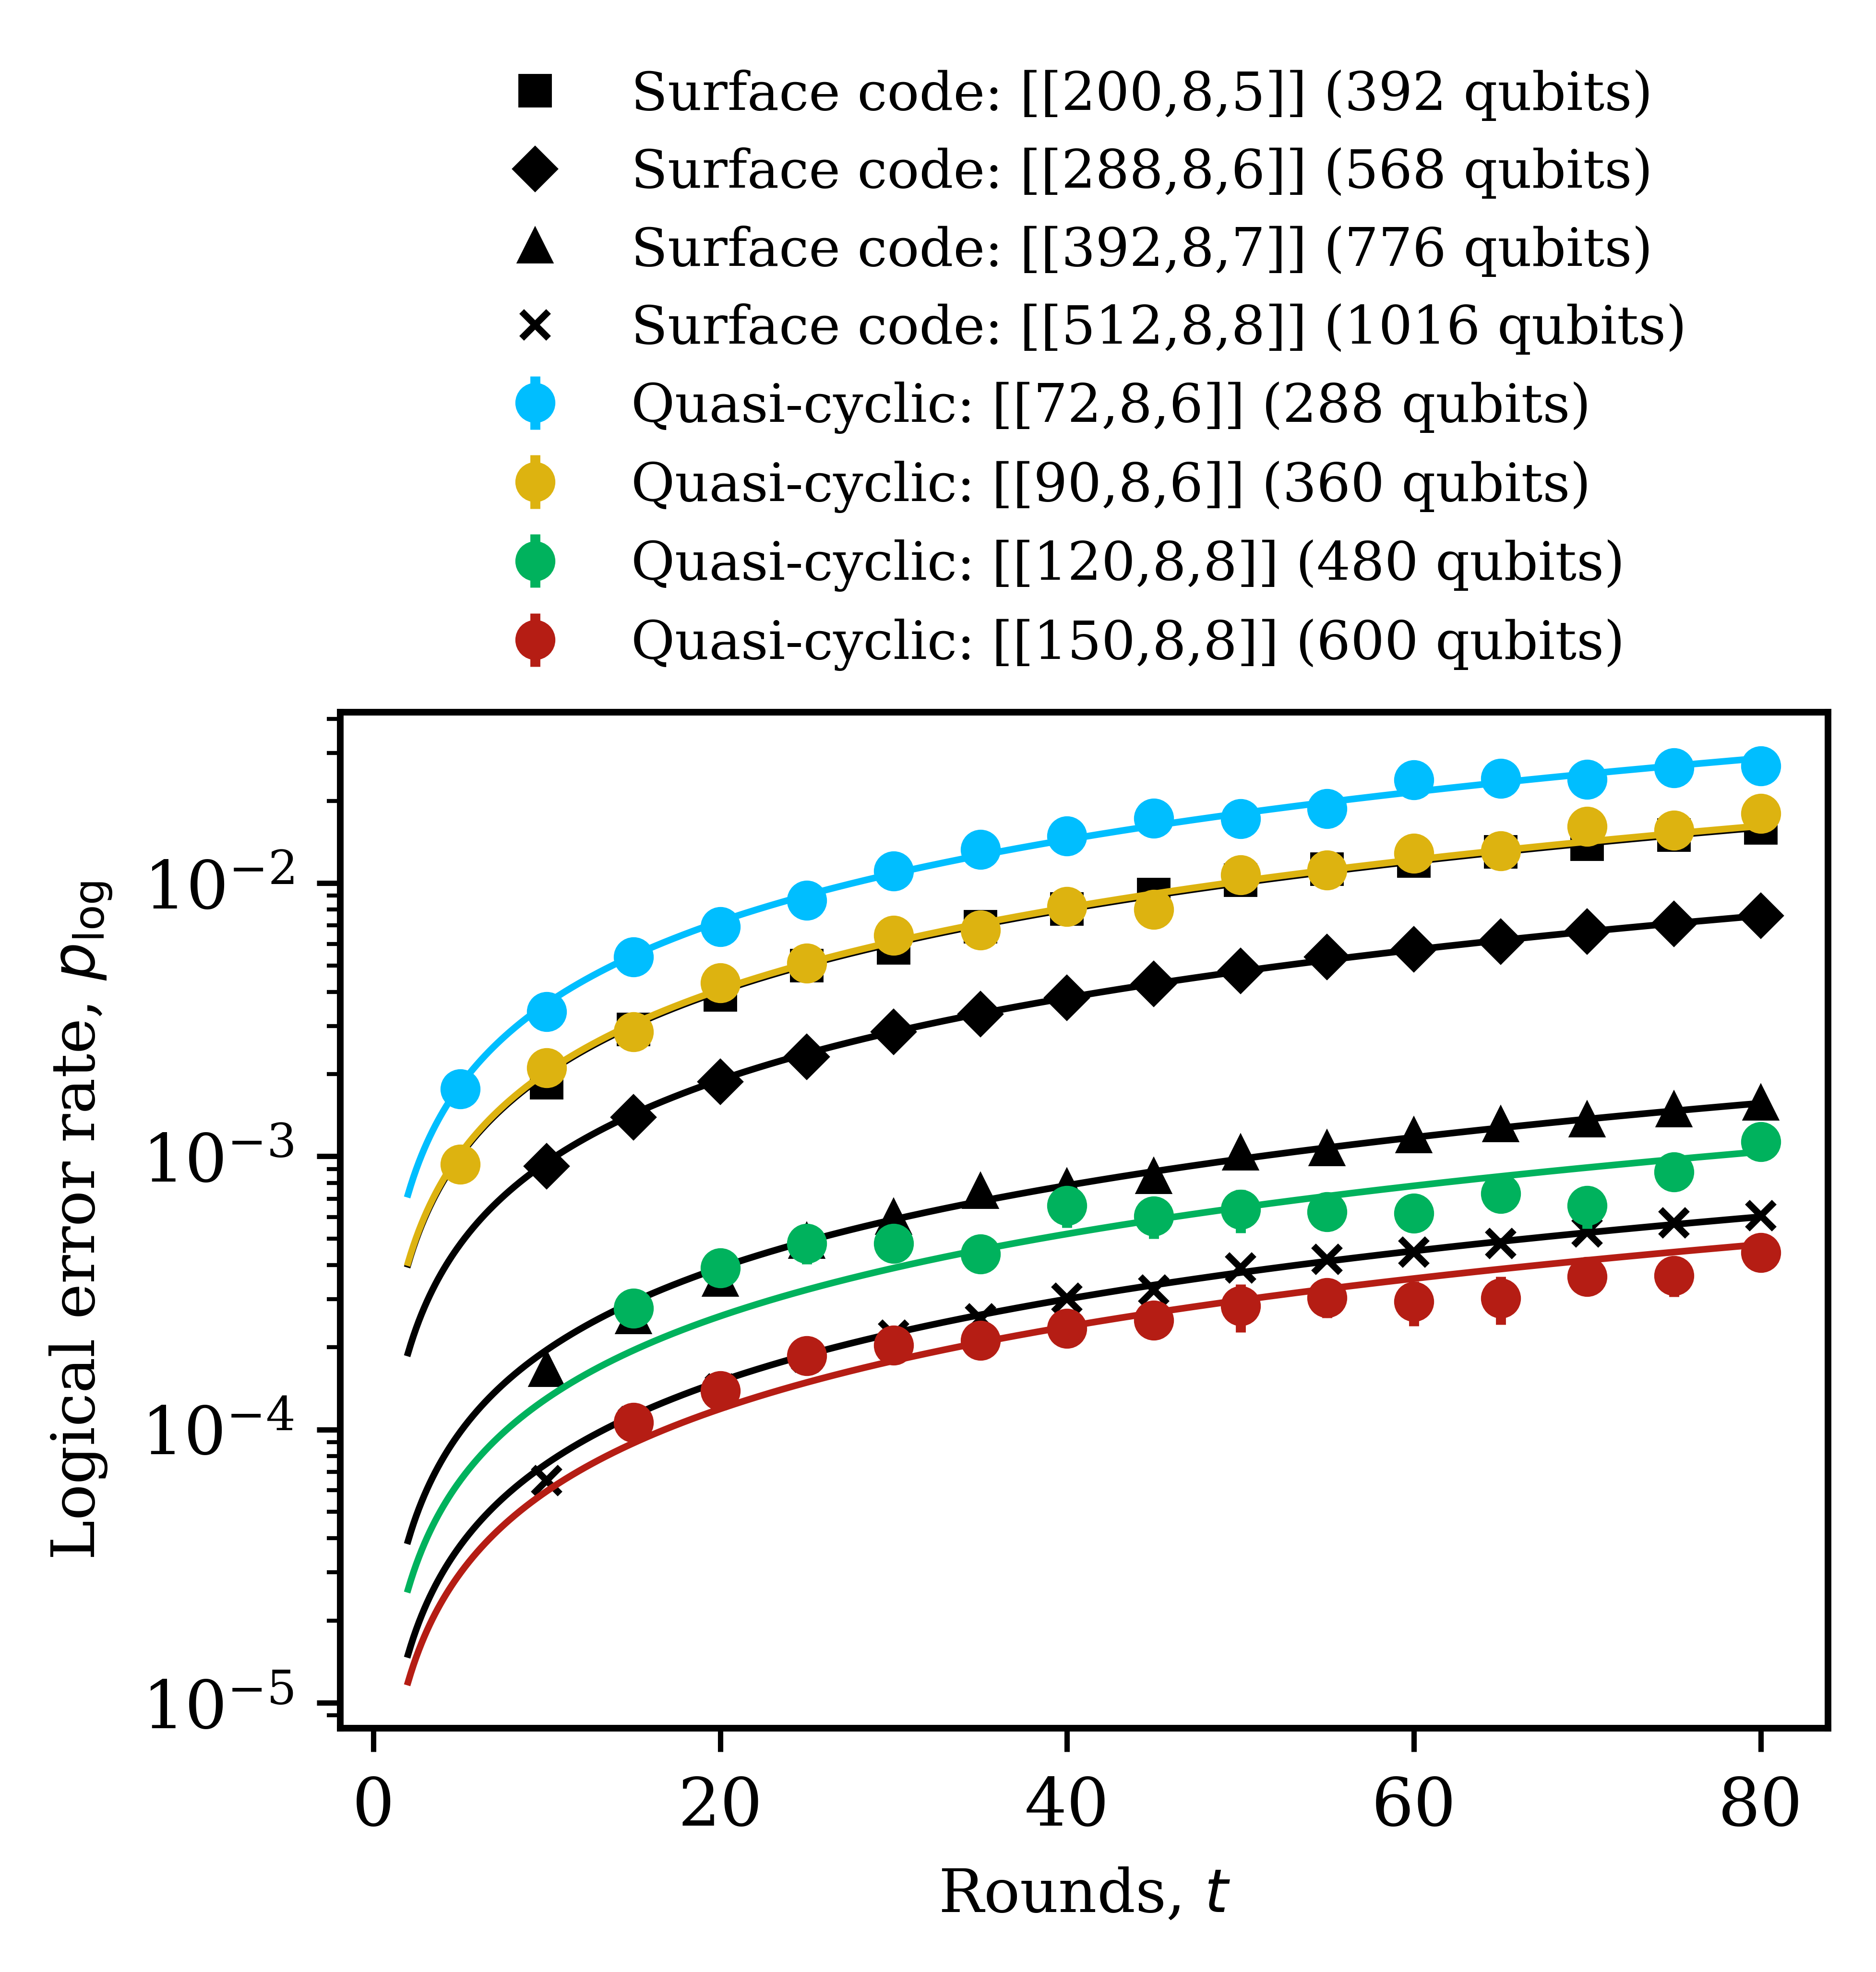 Surface code: [[200,8,5]] (392 qubits)
Surface code: [[288,8,6]] (568 qubits)
Surface code: [[392,8,7]] (776 qubits)
Surface code: [[512,8,8]] (1016 qubits)
Quasi-cyclic: [[72,8,6]] (288 qubits)
Quasi-cyclic: [[90,8,6]] (360 qubits)
Quasi-cyclic: [[120,8,8]] (480 qubits)
Quasi-cyclic: [[150,8,8]] (600 qubits)
Logical error rate, p_log
10⁻²
10⁻³
10⁻⁴
10⁻⁵
0 20 40 60 80
Rounds, t